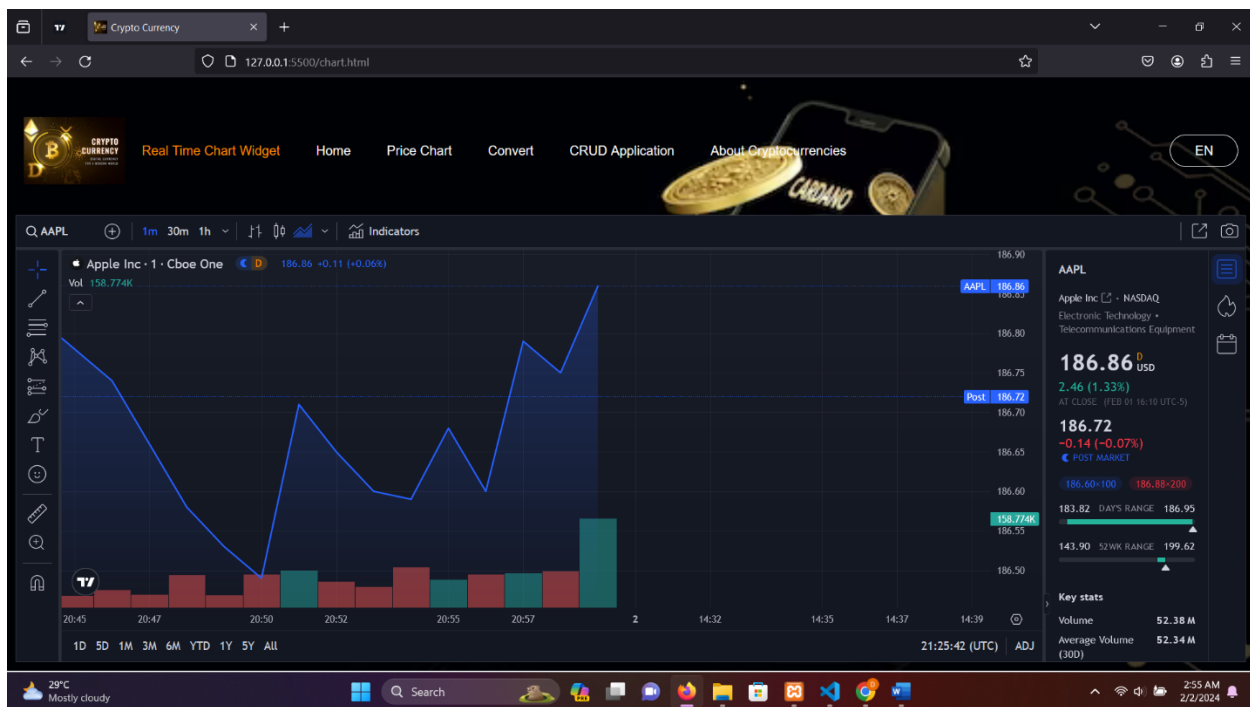 Crypto Currency
127.0.0.1:5500/chart.html
CRYPTO
CURRENCY
Real Time Chart Widget
Home
Price Chart
Convert
CRUD Application
About Cryptocurrencies
EN
CARDANO
AAPL
1m 30m 1h
Indicators
Apple Inc · 1 · Cboe One
D
186.86 +0.11 (+0.06%)
Vol 158.774K
186.90
AAPL 186.86
186.85
186.80
186.75
Post 186.72
186.70
186.65
186.60
158.774K
186.55
186.50
20:45 20:47 20:50 20:52 20:55 20:57 2 14:32 14:35 14:37 14:39
1D 5D 1M 3M 6M YTD 1Y 5Y All
21:25:42 (UTC) ADJ
AAPL
Apple Inc · NASDAQ
Electronic Technology •
Telecommunications Equipment
186.86 D USD
2.46 (1.33%)
AT CLOSE (FEB 01 16:10 UTC-5)
186.72
−0.14 (−0.07%)
POST MARKET
186.60×100 186.88×200
183.82 DAY'S RANGE 186.95
143.90 52WK RANGE 199.62
Key stats
Volume 52.38 M
Average Volume 52.34 M
(30D)
29°C
Mostly cloudy
Search
2:55 AM
2/2/2024